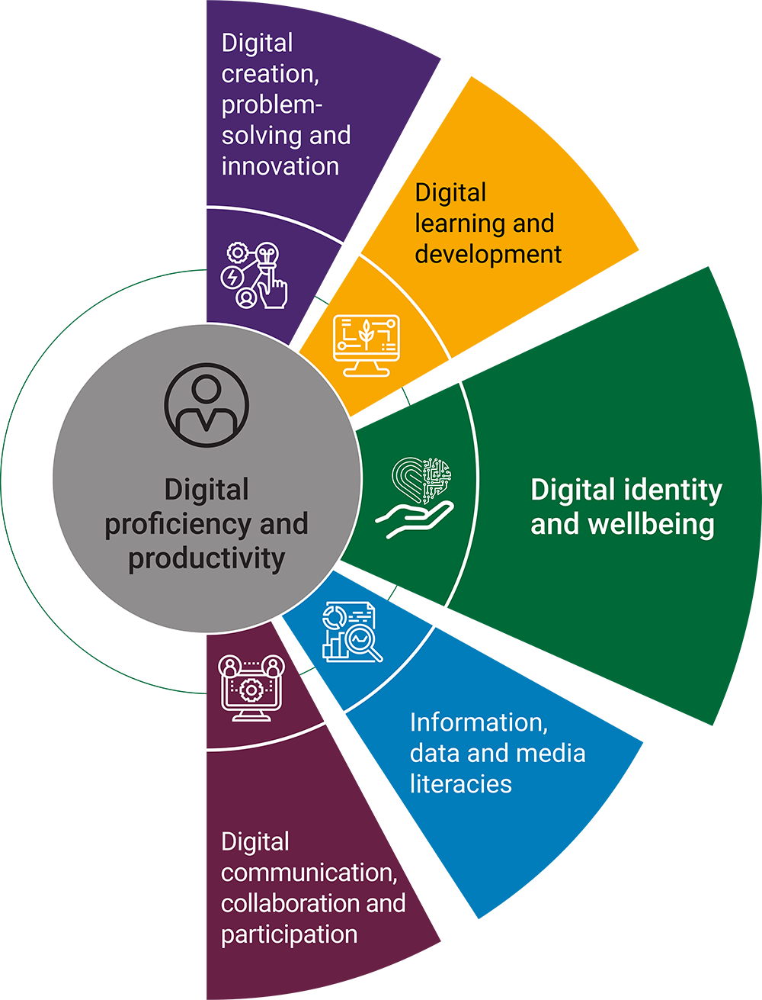 Digital
creation,
problem-
solving and
innovation
Digital
learning and
development
Digital identity
and wellbeing
Digital
proficiency and
productivity
Information,
data and media
literacies
Digital
communication,
collaboration and
participation